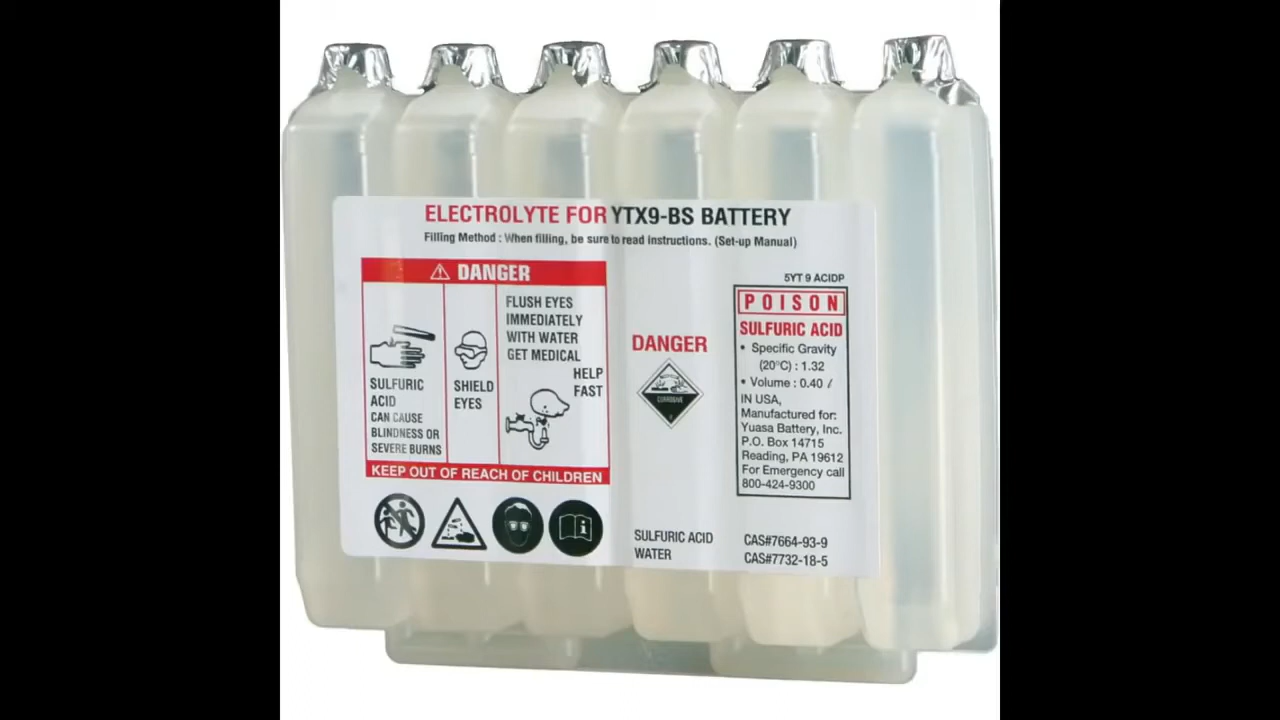 ELECTROLYTE FOR YTX9-BS BATTERY
Filling Method : When filling, be sure to read instructions. (Set-up Manual)
DANGER
SULFURIC
ACID
CAN CAUSE
BLINDNESS OR
SEVERE BURNS
SHIELD
EYES
FLUSH EYES
IMMEDIATELY
WITH WATER
GET MEDICAL
HELP
FAST
KEEP OUT OF REACH OF CHILDREN
DANGER
CORROSIVE
8
SULFURIC ACID
WATER
5YT 9 ACIDP
POISON
SULFURIC ACID
• Specific Gravity
(20°C) : 1.32
• Volume : 0.40 ℓ
IN USA,
Manufactured for:
Yuasa Battery, Inc.
P.O. Box 14715
Reading, PA 19612
For Emergency call
800-424-9300
CAS#7664-93-9
CAS#7732-18-5